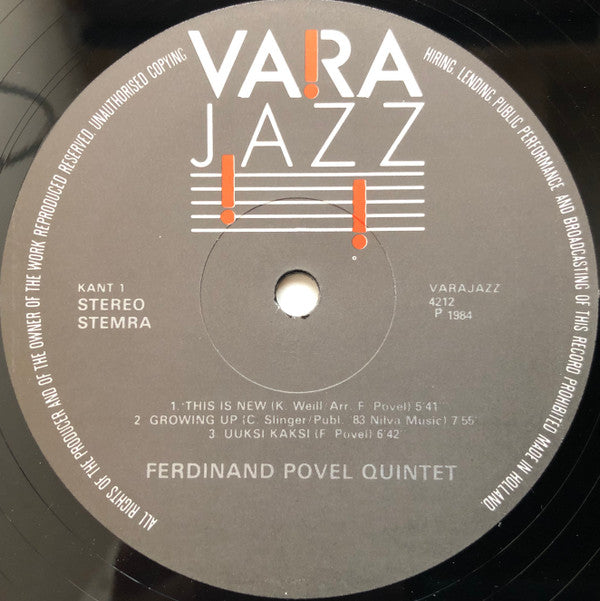 VARA
JAZZ
KANT 1
STEREO
STEMRA
VARAJAZZ
4212
P 1984
1. THIS IS NEW (K. Weill/Arr. F. Povel) 5'41"
2. GROWING UP (C. Slinger/Publ. 83 Nilva Music) 7'55"
3. UUKSI KAKSI (F. Povel) 6'42"
FERDINAND POVEL QUINTET
ALL RIGHTS OF THE PRODUCER AND OF THE OWNER OF THE WORK REPRODUCED RESERVED. UNAUTHORISED COPYING, HIRING, LENDING, PUBLIC PERFORMANCE AND BROADCASTING OF THIS RECORD PROHIBITED MADE IN HOLLAND.